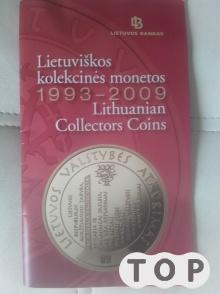 LIETUVOS BANKAS
Lietuviškos
kolekcinės monetos
1993-2009
Lithuanian
Collectors Coins
LIETUVOS VALSTYBĖS ATKŪRIMAS
TOP